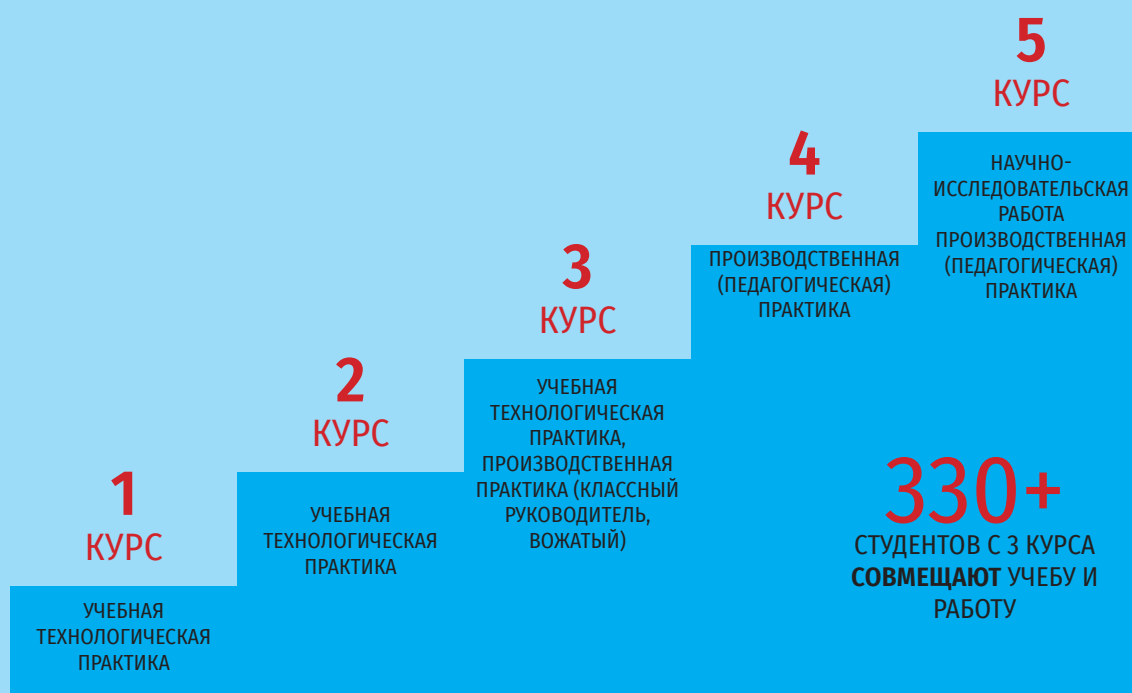 1
КУРС
УЧЕБНАЯ
ТЕХНОЛОГИЧЕСКАЯ
ПРАКТИКА
2
КУРС
УЧЕБНАЯ
ТЕХНОЛОГИЧЕСКАЯ
ПРАКТИКА
3
КУРС
УЧЕБНАЯ
ТЕХНОЛОГИЧЕСКАЯ
ПРАКТИКА,
ПРОИЗВОДСТВЕННАЯ
ПРАКТИКА (КЛАССНЫЙ
РУКОВОДИТЕЛЬ,
ВОЖАТЫЙ)
4
КУРС
ПРОИЗВОДСТВЕННАЯ
(ПЕДАГОГИЧЕСКАЯ)
ПРАКТИКА
5
КУРС
НАУЧНО-
ИССЛЕДОВАТЕЛЬСКАЯ
РАБОТА
ПРОИЗВОДСТВЕННАЯ
(ПЕДАГОГИЧЕСКАЯ)
ПРАКТИКА
330+
СТУДЕНТОВ С 3 КУРСА
СОВМЕЩАЮТ УЧЕБУ И
РАБОТУ